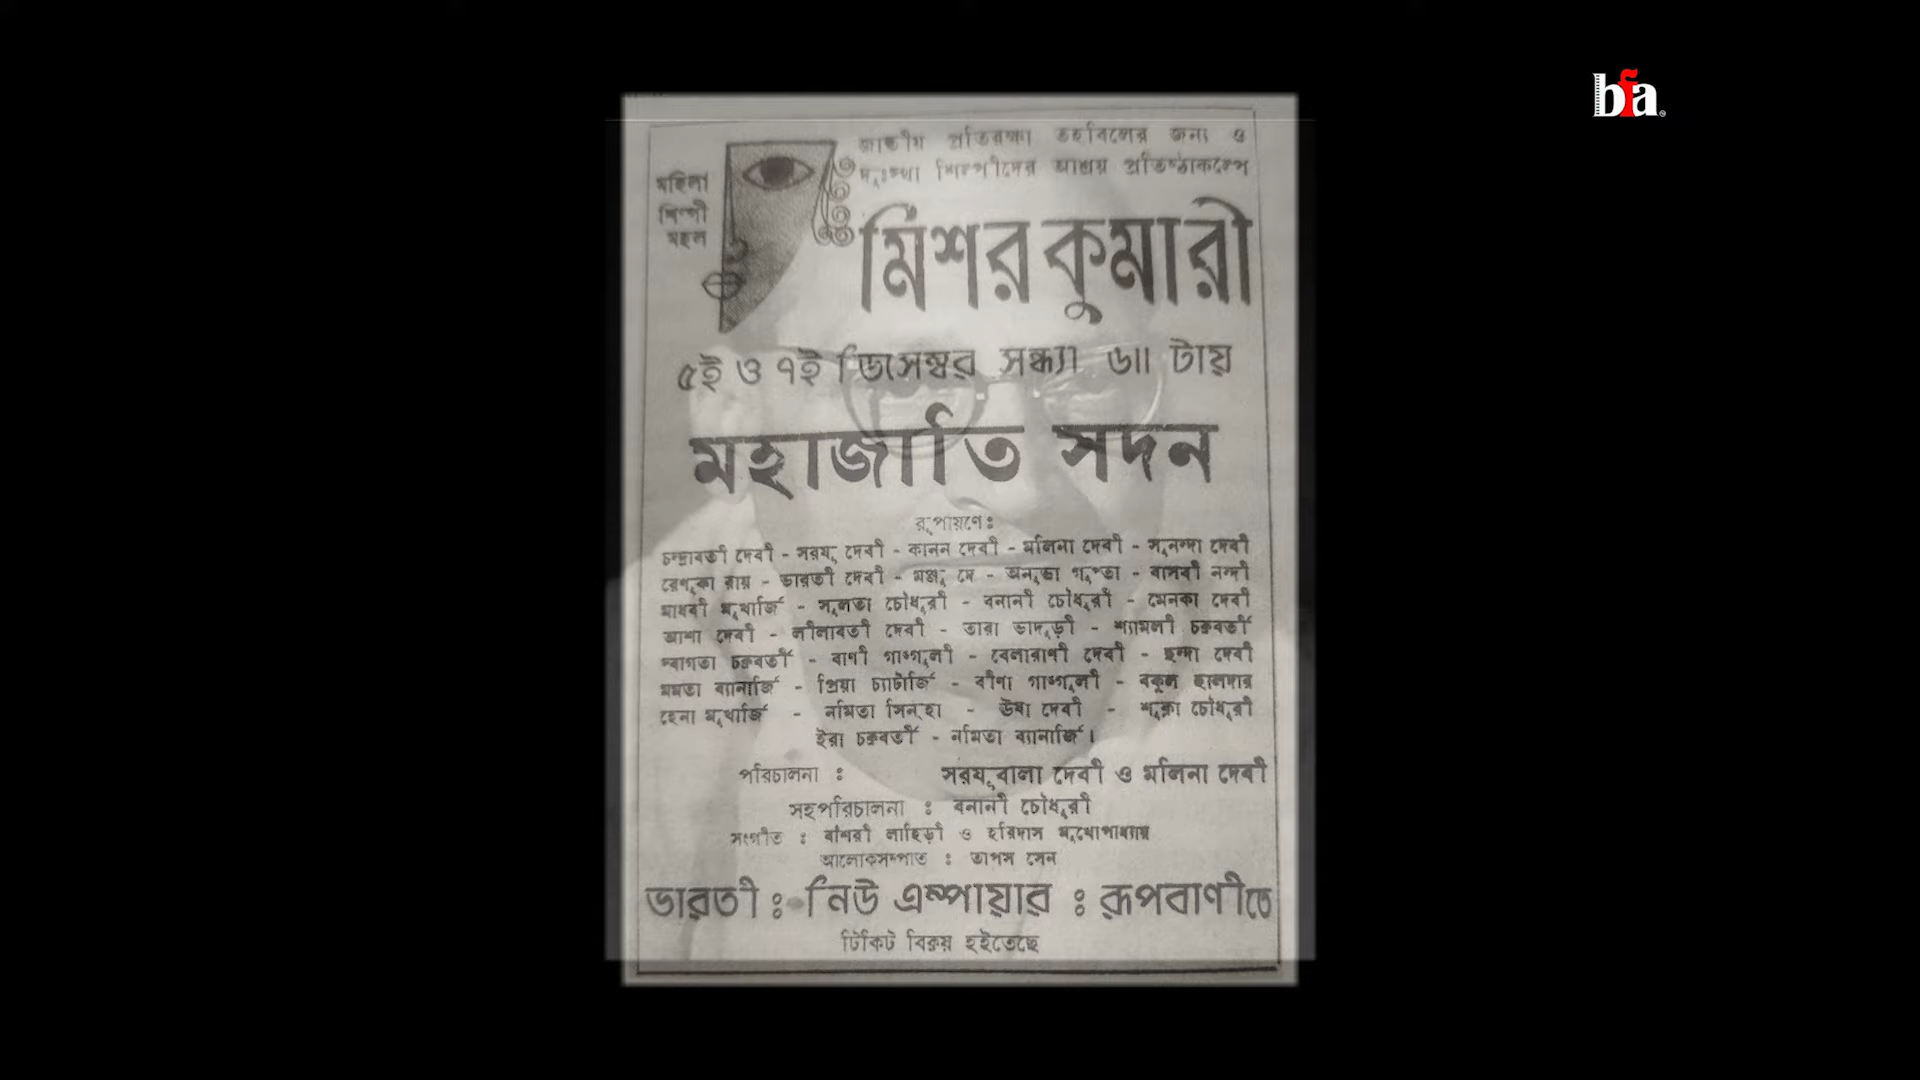 bfa
মহিলা
শিল্পী
মহল
জাতীয় প্রতিরক্ষা তহবিলের জন্য ও
দুঃস্থা শিল্পীদের আশ্রয় প্রতিষ্ঠাকল্পে
মিশরকুমারী
৫ই ও ৭ই ডিসেম্বর সন্ধ্যা ৬॥ টায়
মহাজাতি সদন
রূপায়ণে :
চন্দ্রাবতী দেবী - সরযূ দেবী - কানন দেবী - মলিনা দেবী - সুনন্দা দেবী
রেণুকা রায় - ভারতী দেবী - মঞ্জু দে - অনুভা গুপ্তা - বাসবী নন্দী
মাধবী মুখার্জি - সুলতা চৌধুরী - বনানী চৌধুরী - মেনকা দেবী
আশা দেবী - লীলাবতী দেবী - তারা ভাদুড়ী - শ্যামলী চক্রবর্তী
স্বাগতা চক্রবর্তী - বাণী গাঙ্গুলী - বেলারাণী দেবী - ছন্দা দেবী
মমতা ব্যানার্জি - প্রিয়া চ্যাটার্জি - বীণা গাঙ্গুলী - বকুল হালদার
হেনা মুখার্জি - নমিতা সিন্‌হা - ঊষা দেবী - শুক্লা চৌধুরী
ইরা চক্রবর্তী - নমিতা ব্যানার্জি।
পরিচালনা : সরযূবালা দেবী ও মলিনা দেবী
সহপরিচালনা : বনানী চৌধুরী
সংগীত : বাঁশরী লাহিড়ী ও হরিদাস মুখোপাধ্যায়
আলোকসম্পাত : তাপস সেন
ভারতী : নিউ এম্পায়ার : রূপবাণীতে
টিকিট বিক্রয় হইতেছে